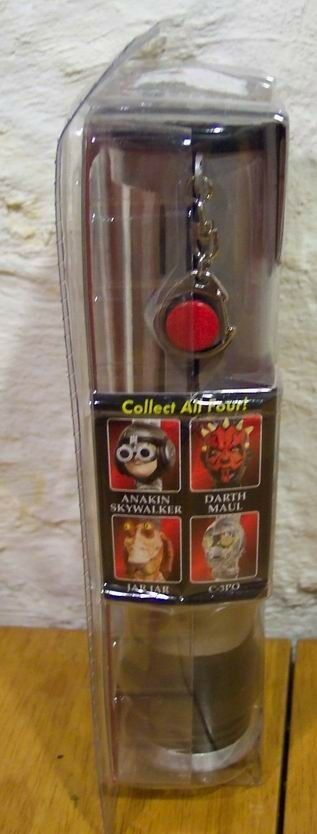 Collect All Four!
ANAKIN
SKYWALKER
DARTH
MAUL
JAR JAR
C-3PO